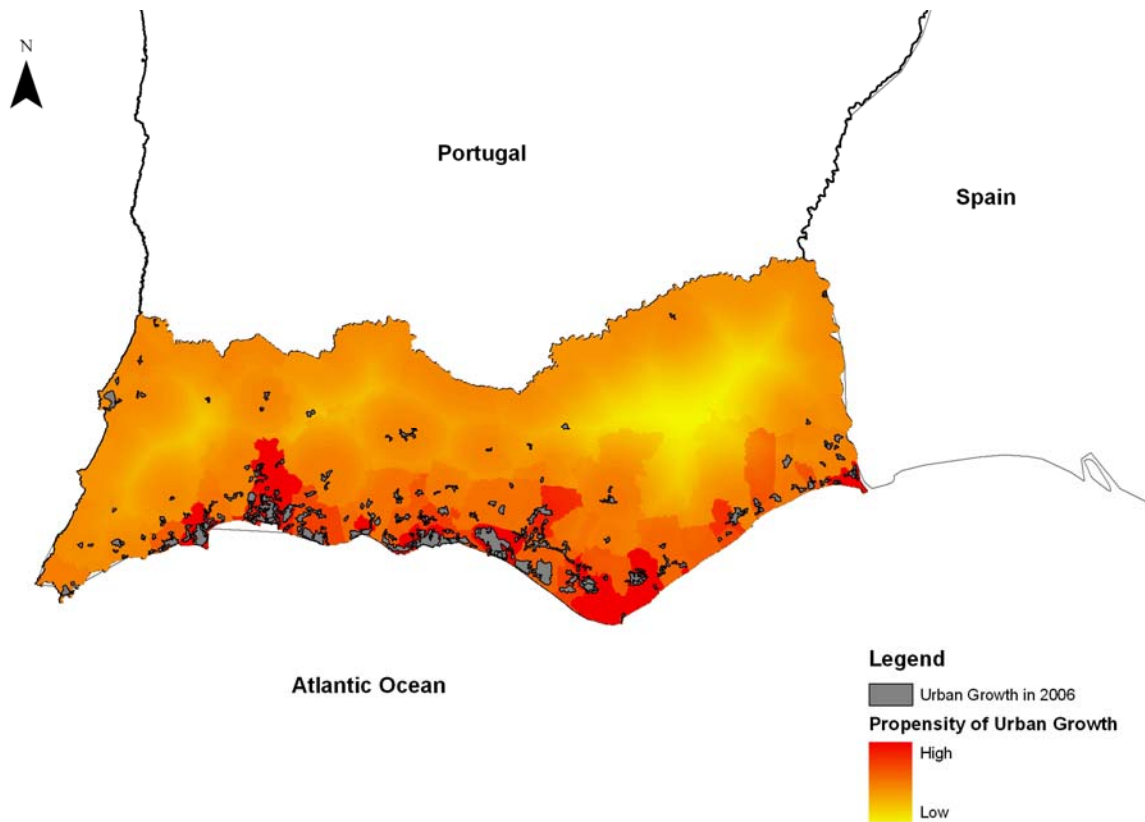 N
Portugal
Spain
Atlantic Ocean
Legend
Urban Growth in 2006
Propensity of Urban Growth
High
Low